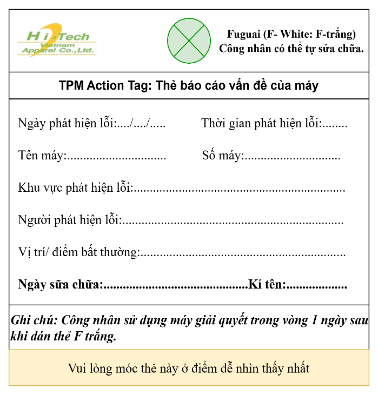 Hi-Tech
Vietnam
Apparel Co.,Ltd.
Fuguai (F- White: F-trắng)
Công nhân có thể tự sửa chữa.
TPM Action Tag: Thẻ báo cáo vấn đề của máy
Ngày phát hiện lỗi:..../..../..... Thời gian phát hiện lỗi:........
Tên máy:.............................. Số máy:.............................
Khu vực phát hiện lỗi:................................................................
Người phát hiện lỗi:...................................................................
Vị trí/ điểm bất thường:..............................................................
Ngày sữa chữa:............................................Kí tên:...................
Ghi chú: Công nhân sử dụng máy giải quyết trong vòng 1 ngày sau
khi dán thẻ F trắng.
Vui lòng móc thẻ này ở điểm dễ nhìn thấy nhất